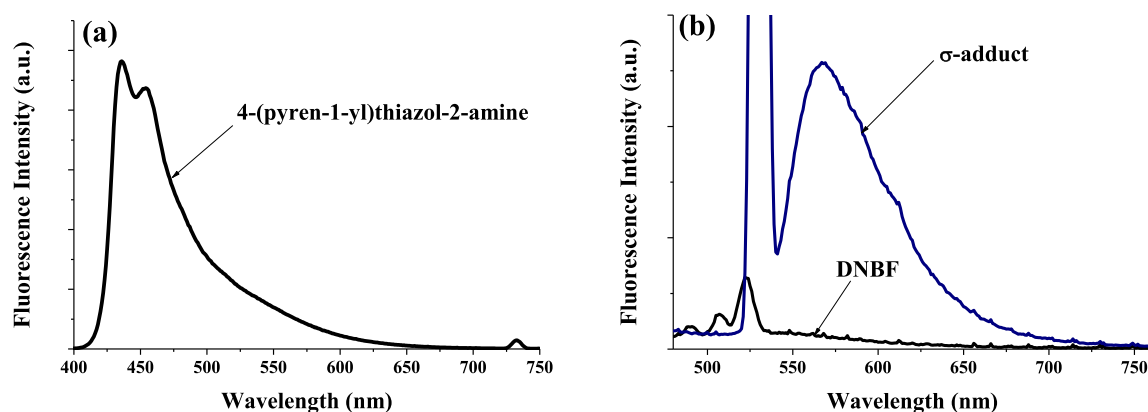 (a)
4-(pyren-1-yl)thiazol-2-amine
Fluorescence Intensity (a.u.)
400 450 500 550 600 650 700 750
Wavelength (nm)
(b)
σ-adduct
DNBF
Fluorescence Intensity (a.u.)
500 550 600 650 700 750
Wavelength (nm)